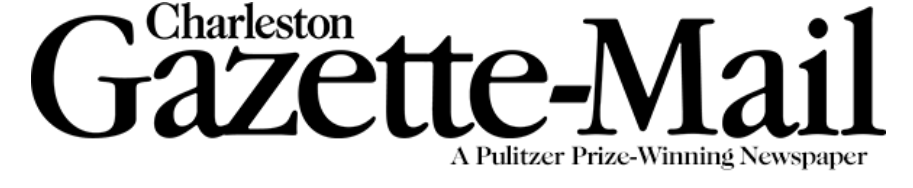 Charleston
Gazette-Mail
A Pulitzer Prize-Winning Newspaper